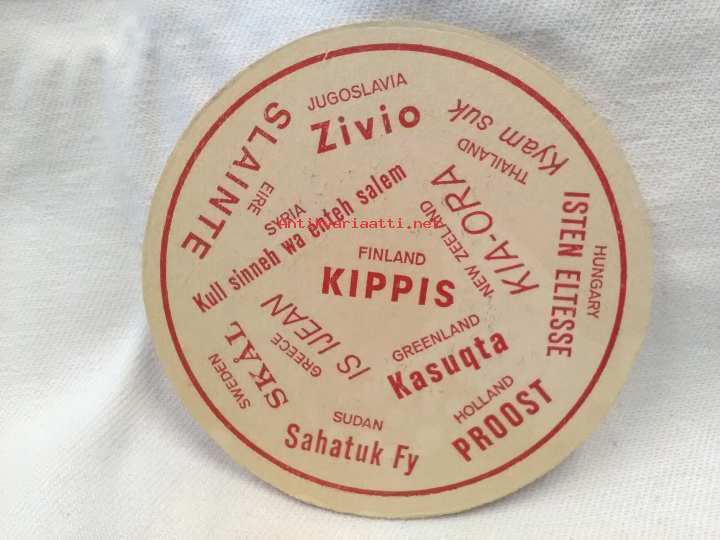 JUGOSLAVIA
Zivio
THAILAND
Kyam suk
EIRE
SLAINTE
SYRIA
Kull sinneh wa enteh salem
NEW ZEELAND
KIA-ORA
HUNGARY
ISTEN ELTESSE
Antikvariaatti.net
FINLAND
KIPPIS
GREECE
IS IJEAN
GREENLAND
Kasuqta
SWEDEN
SKÅL
HOLLAND
PROOST
SUDAN
Sahatuk Fy